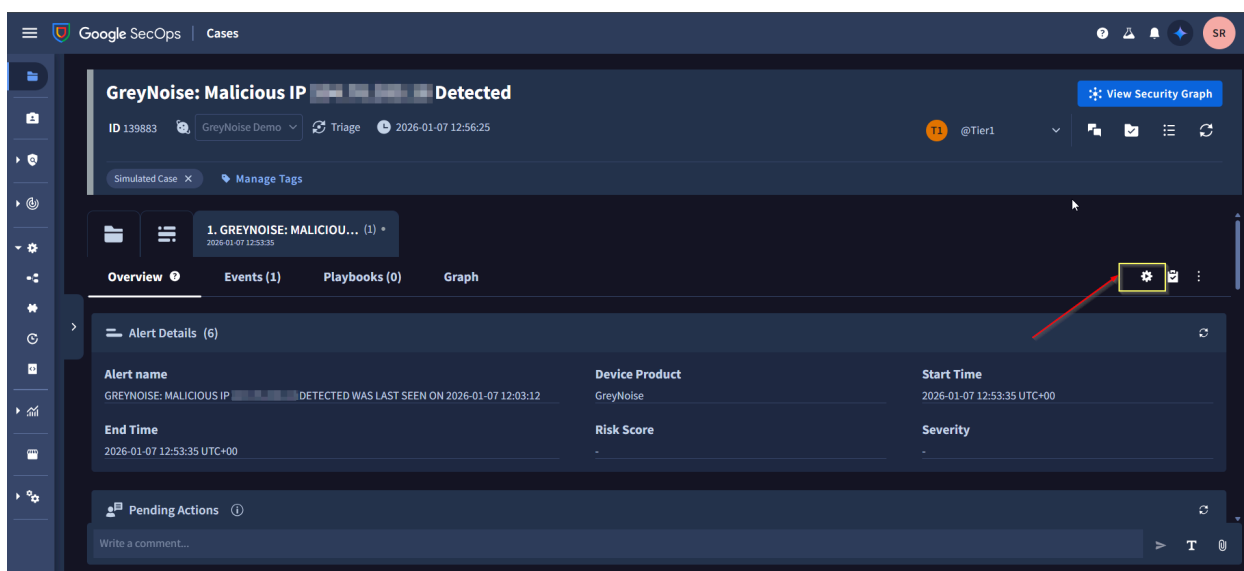 Google SecOps | Cases
SR
GreyNoise: Malicious IP Detected
View Security Graph
ID 139883 GreyNoise Demo Triage 2026-01-07 12:56:25
T1 @Tier1
Simulated Case × Manage Tags
1. GREYNOISE: MALICIOU... (1)
2026-01-07 12:53:35
Overview Events (1) Playbooks (0) Graph
Alert Details (6)
Alert name Device Product Start Time
GREYNOISE: MALICIOUS IP DETECTED WAS LAST SEEN ON 2026-01-07 12:03:12 GreyNoise 2026-01-07 12:53:35 UTC+00
End Time Risk Score Severity
2026-01-07 12:53:35 UTC+00 - -
Pending Actions
Write a comment...
T